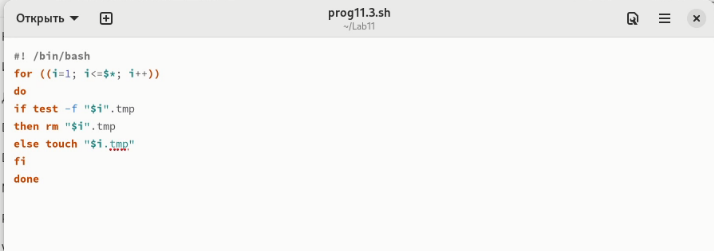 Открыть
prog11.3.sh
~/Lab11
#! /bin/bash
for ((i=1; i<=$*; i++))
do
if test -f "$i".tmp
then rm "$i".tmp
else touch "$i.tmp"
fi
done